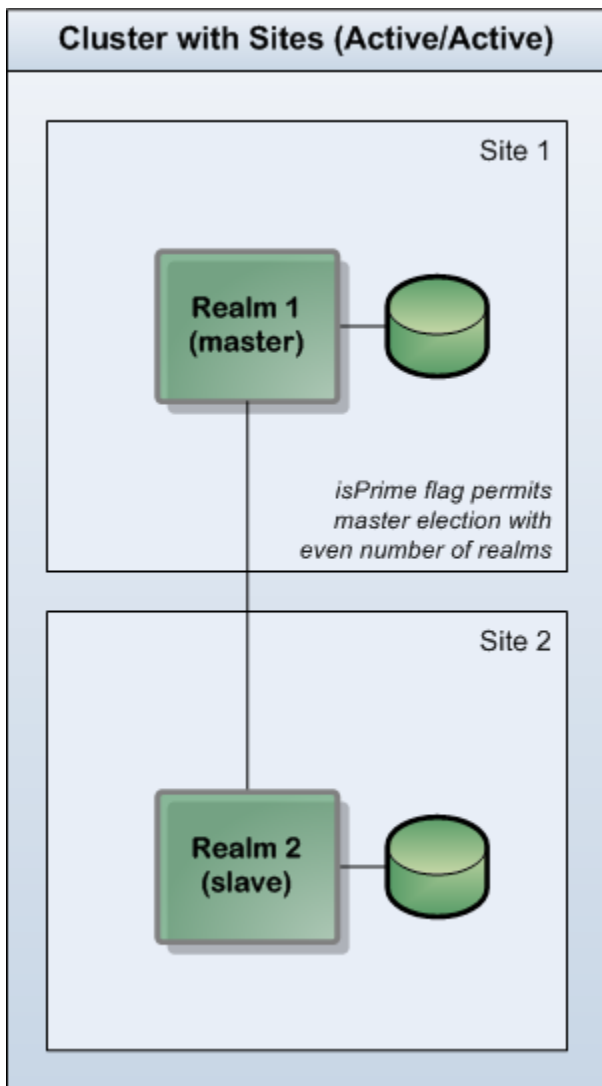 Cluster with Sites (Active/Active)
Site 1
Realm 1
(master)
isPrime flag permits
master election with
even number of realms
Site 2
Realm 2
(slave)